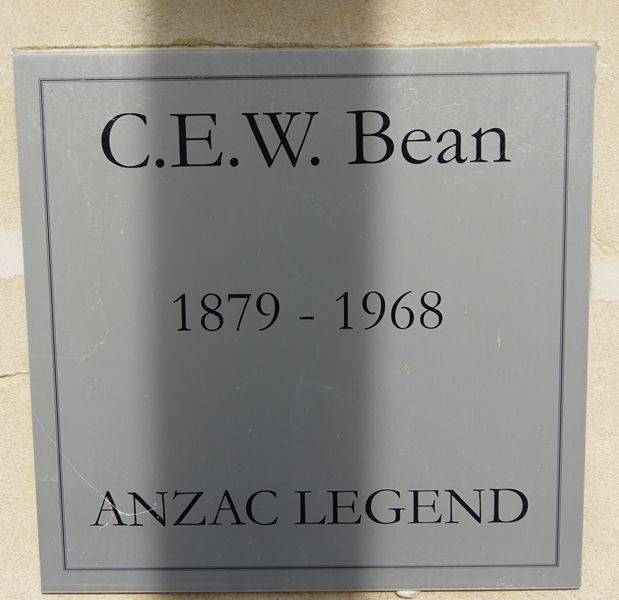 C.E.W. Bean
1879 - 1968
ANZAC LEGEND